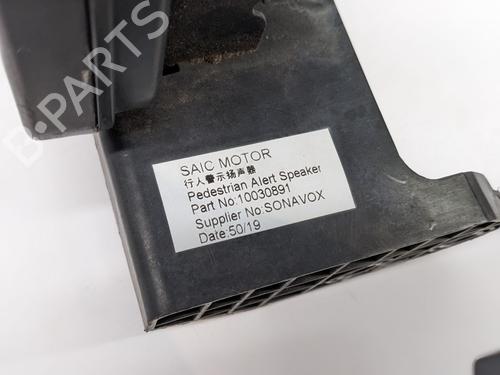 B-PARTS
SAIC MOTOR
行人警示扬声器
Pedestrian Alert Speaker
Part No:10030891
Supplier No:SONAVOX
Date:50/19